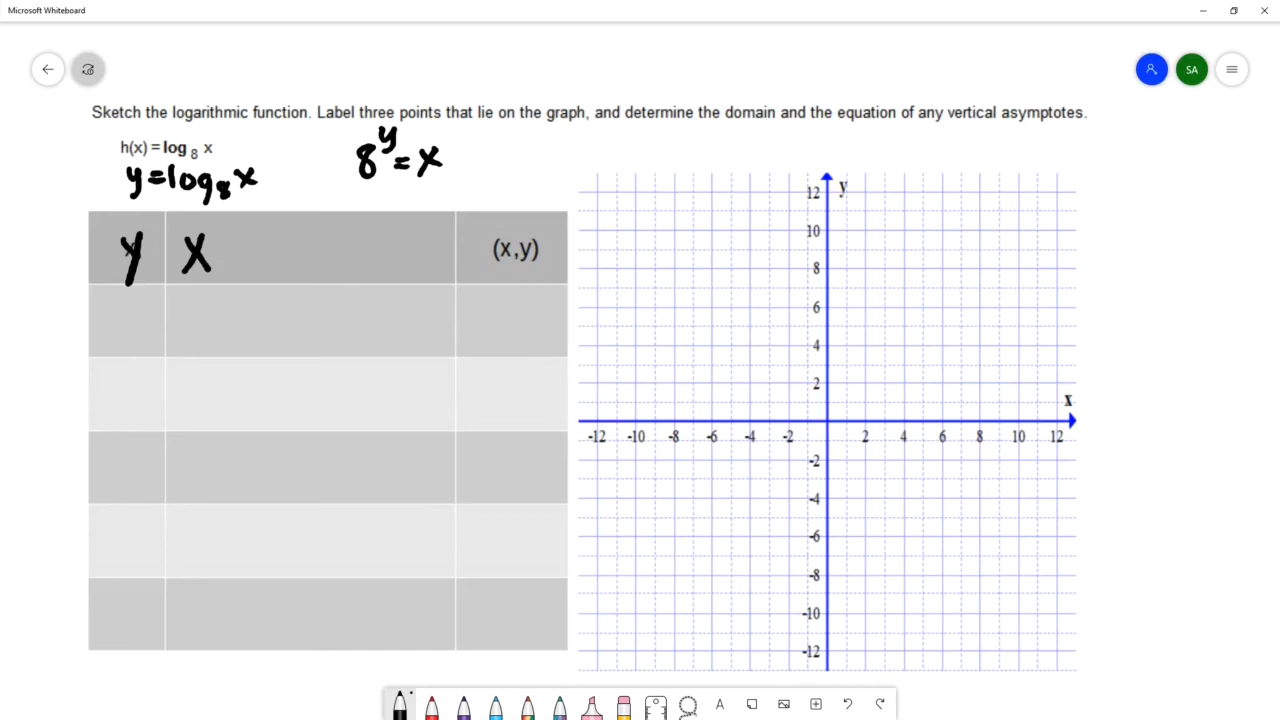 Microsoft Whiteboard
SA
Sketch the logarithmic function. Label three points that lie on the graph, and determine the domain and the equation of any vertical asymptotes.
h(x) = log 8 x
y = log8 x
8^y = x
y x (x,y)
y
12
10
8
6
4
2
x
-12 -10 -8 -6 -4 -2 2 4 6 8 10 12
-2
-4
-6
-8
-10
-12
A